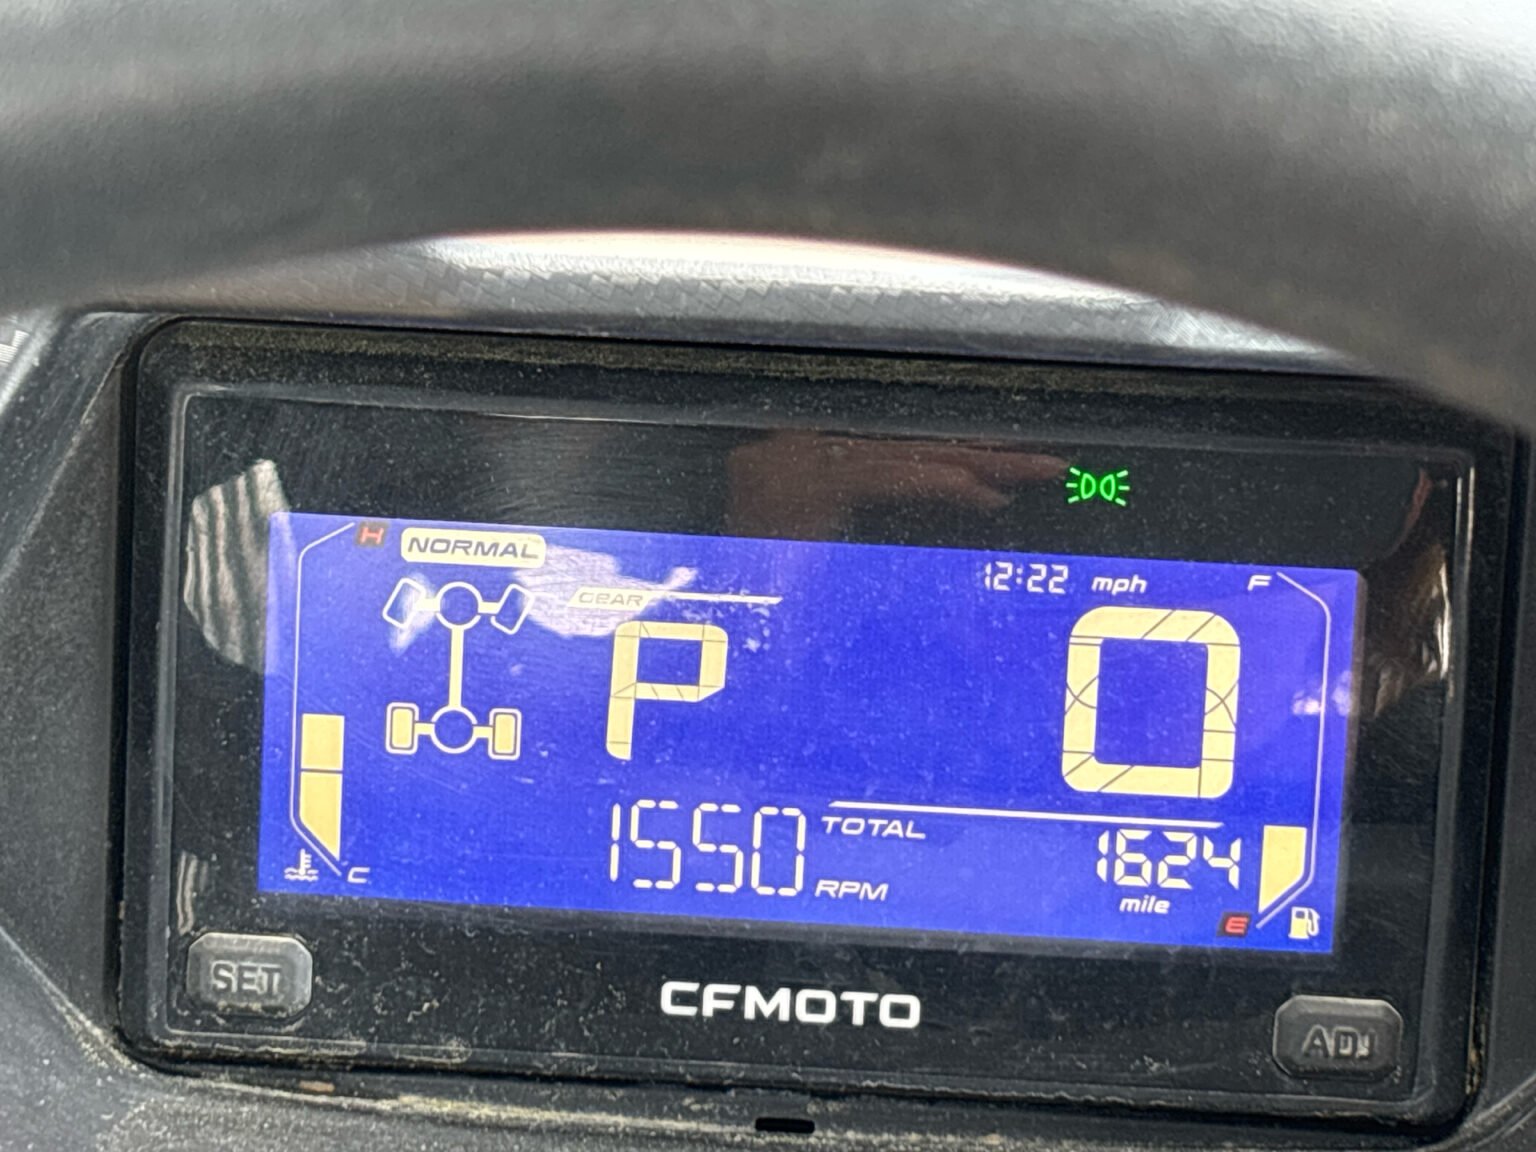 H NORMAL
12:22 mph F
GEAR
P 0
1550 RPM
TOTAL
1624
mile
C
E
SET
CFMOTO
ADJ